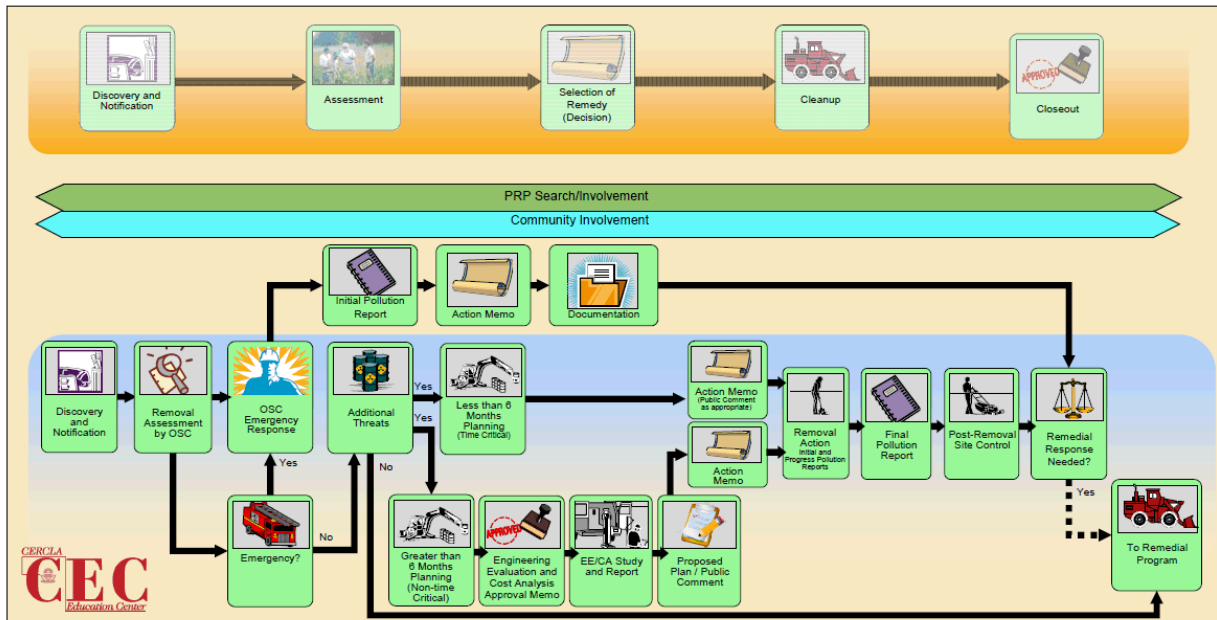 Discovery and
Notification
Assessment
Selection of
Remedy
(Decision)
Cleanup
APPROVED
Closeout
PRP Search/Involvement
Community Involvement
Initial Pollution
Report
Action Memo
Documentation
Discovery
and
Notification
Removal
Assessment
by OSC
OSC
Emergency
Response
Additional
Threats
Yes
Yes
Less than 6
Months
Planning
(Time Critical)
Action Memo
(Public Comment
as appropriate)
Action
Memo
Removal
Action
Initial and
Progress Pollution
Reports
Final
Pollution
Report
Post-Removal
Site Control
Remedial
Response
Needed?
Yes
No
Yes
Emergency?
No
Greater than
6 Months
Planning
(Non-time
Critical)
APPROVED
Engineering
Evaluation and
Cost Analysis
Approval Memo
EE/CA Study
and Report
Proposed
Plan / Public
Comment
To Remedial
Program
CERCLA
CEC
Education Center